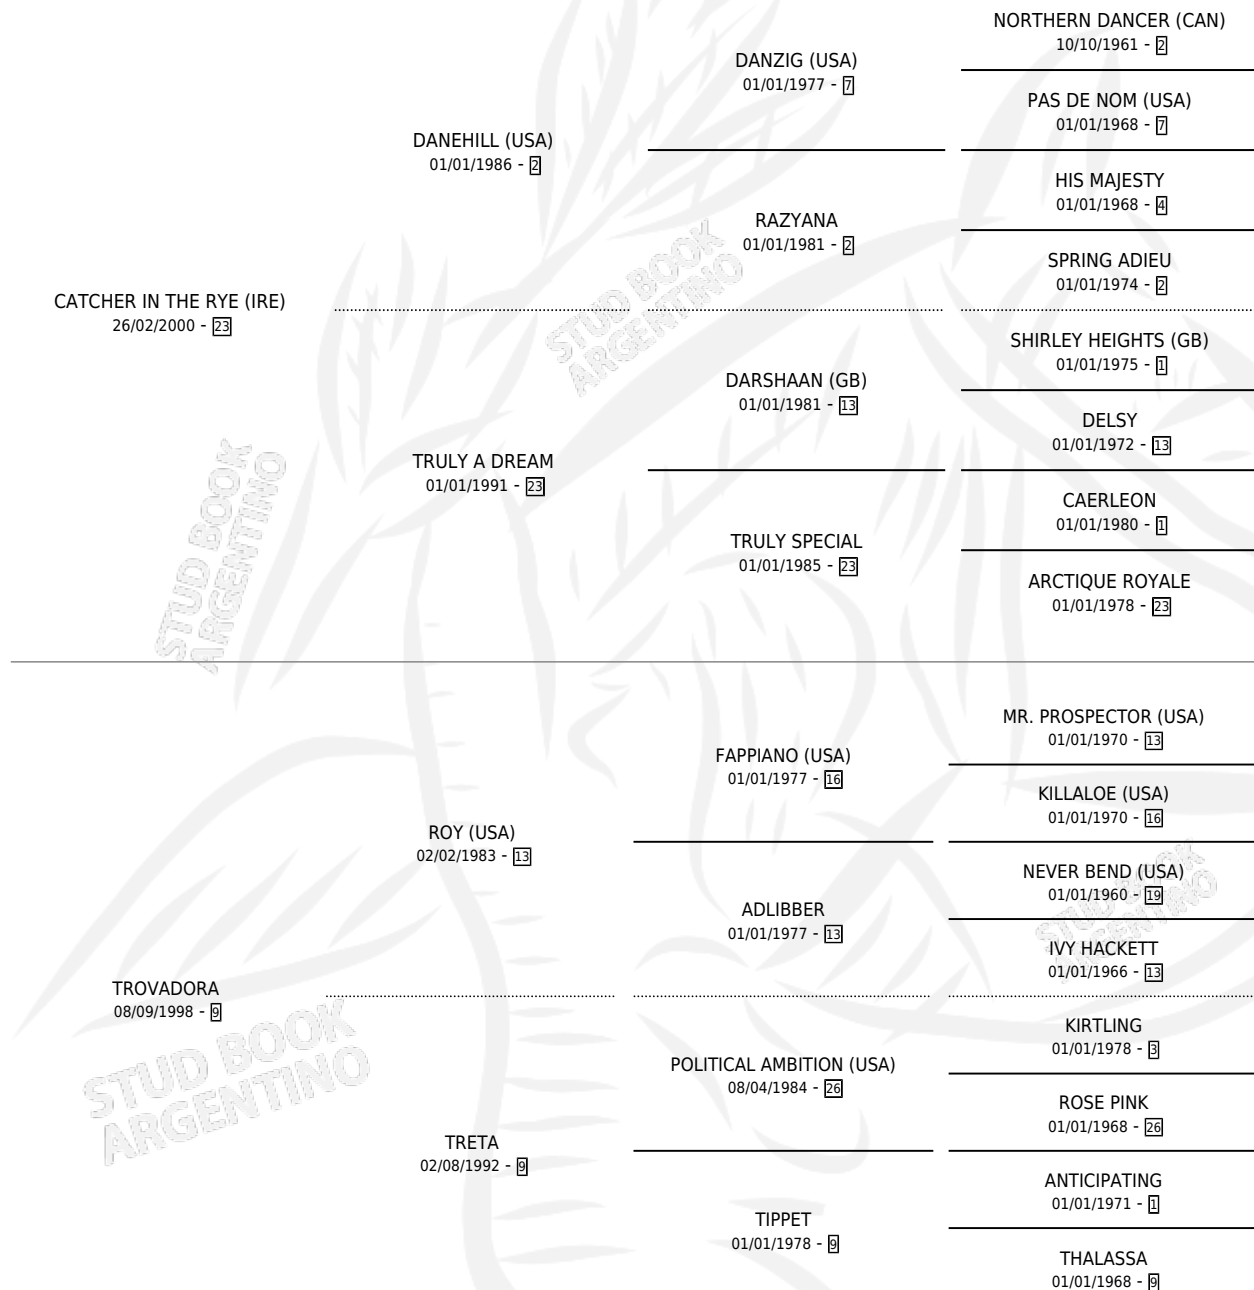 NORTHERN DANCER (CAN)
10/10/1961 - 2
DANZIG (USA)
01/01/1977 - 7
PAS DE NOM (USA)
01/01/1968 - 7
DANEHILL (USA)
01/01/1986 - 2
HIS MAJESTY
01/01/1968 - 4
RAZYANA
01/01/1981 - 2
SPRING ADIEU
01/01/1974 - 2
CATCHER IN THE RYE (IRE)
26/02/2000 - 23
SHIRLEY HEIGHTS (GB)
01/01/1975 - 1
DARSHAAN (GB)
01/01/1981 - 13
DELSY
01/01/1972 - 13
TRULY A DREAM
01/01/1991 - 23
CAERLEON
01/01/1980 - 1
TRULY SPECIAL
01/01/1985 - 23
ARCTIQUE ROYALE
01/01/1978 - 23
MR. PROSPECTOR (USA)
01/01/1970 - 13
FAPPIANO (USA)
01/01/1977 - 16
KILLALOE (USA)
01/01/1970 - 16
ROY (USA)
02/02/1983 - 13
NEVER BEND (USA)
01/01/1960 - 19
ADLIBBER
01/01/1977 - 13
IVY HACKETT
01/01/1966 - 13
TROVADORA
08/09/1998 - 9
KIRTLING
01/01/1978 - 3
POLITICAL AMBITION (USA)
08/04/1984 - 26
ROSE PINK
01/01/1968 - 26
TRETA
02/08/1992 - 9
ANTICIPATING
01/01/1971 - 1
TIPPET
01/01/1978 - 9
THALASSA
01/01/1968 - 9
STUD BOOK
ARGENTINO
STUD BOOK
ARGENTINO
STUD BOOK
ARGENTINO
STUD BOOK
ARGENTINO